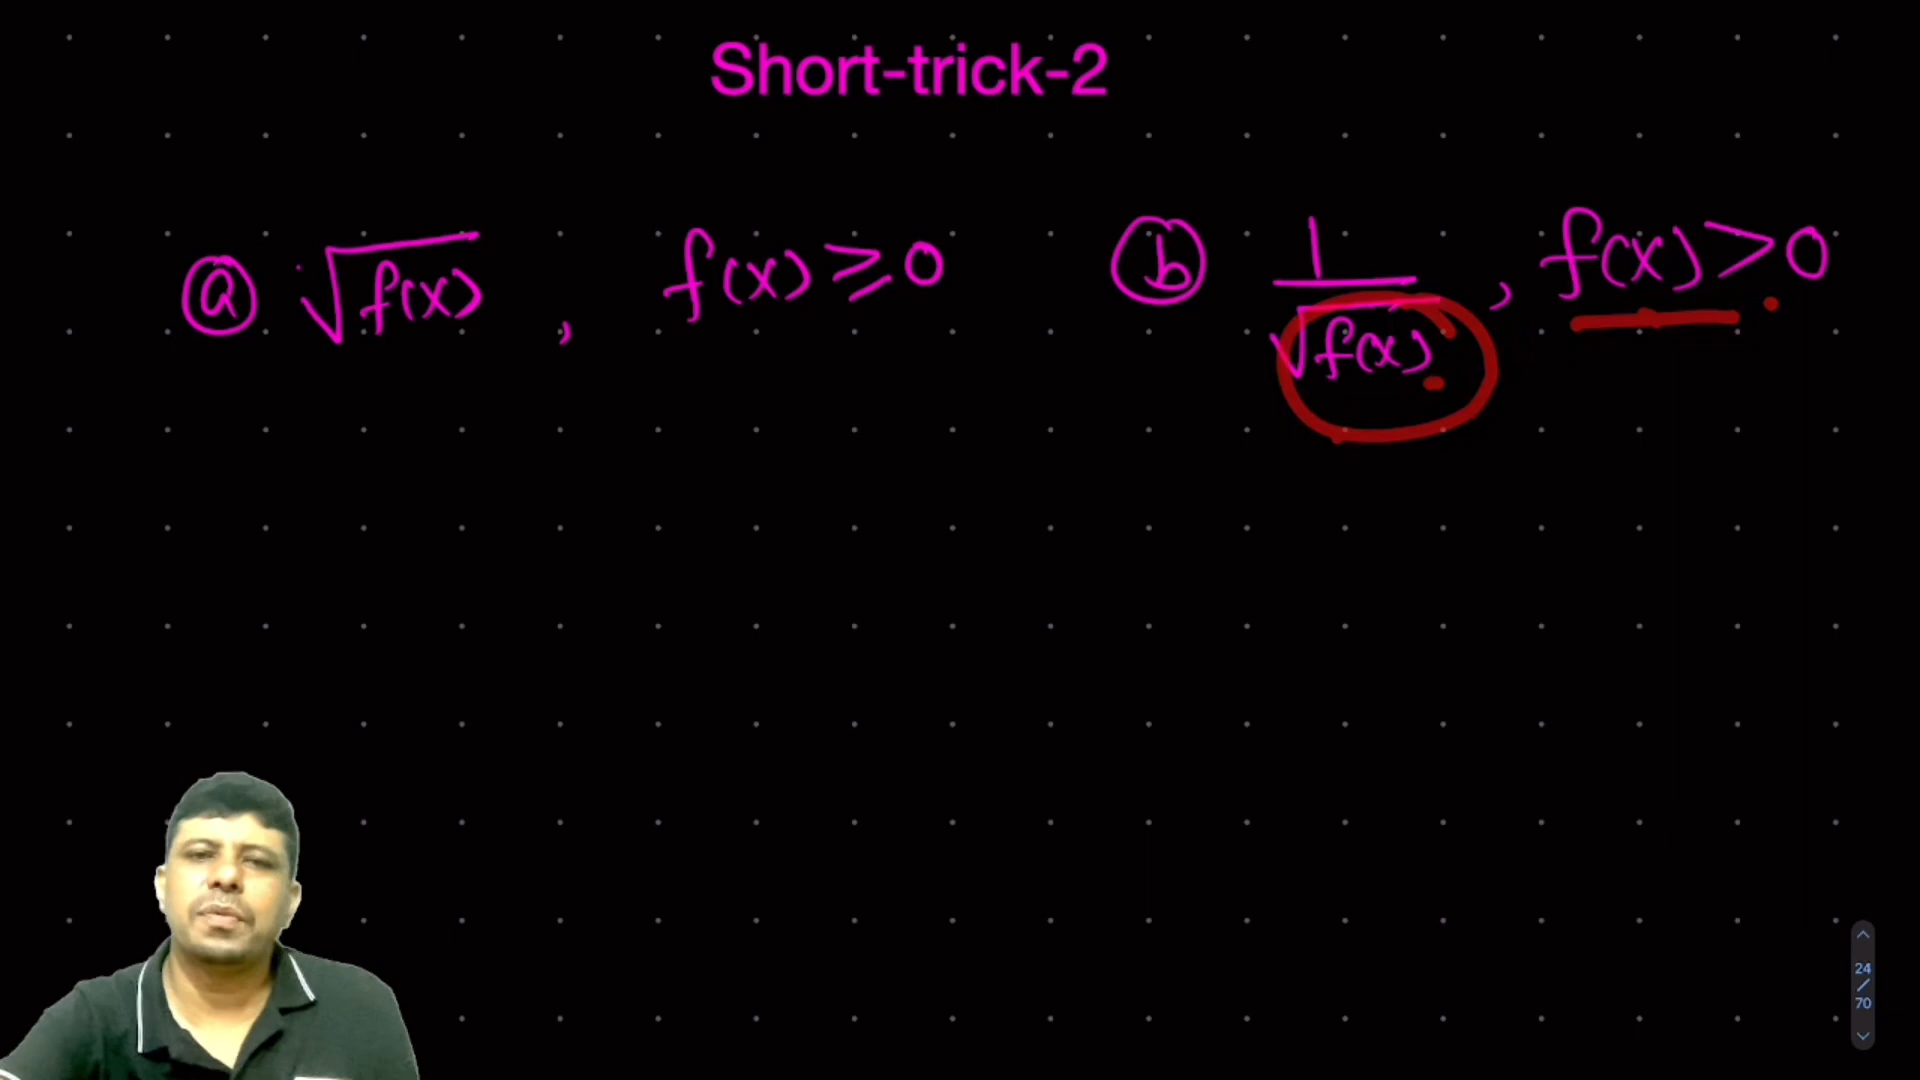 Short-trick-2
ⓐ √f(x) , f(x) ≥ 0
ⓑ 1/√f(x) , f(x) > 0
24
/
70